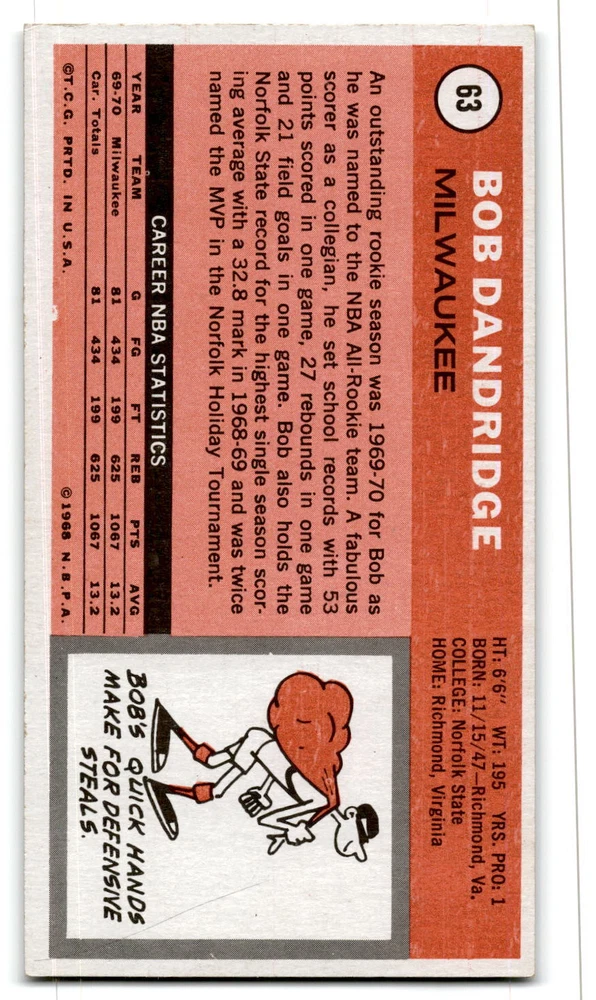 63
BOB DANDRIDGE
MILWAUKEE
HT: 6'6" WT: 195 YRS. PRO: 1
BORN: 11/15/47—Richmond, Va.
COLLEGE: Norfolk State
HOME: Richmond, Virginia
An outstanding rookie season was 1969-70 for Bob as
he was named to the NBA All-Rookie team. A fabulous
scorer as a collegian, he set school records with 53
points scored in one game, 27 rebounds in one game
and 21 field goals in one game. Bob also holds the
Norfolk State record for the highest single season scor-
ing average with a 32.8 mark in 1968-69 and was twice
named the MVP in the Norfolk Holiday Tournament.
CAREER NBA STATISTICS
YEAR TEAM G FG FT REB PTS AVG
69-70 Milwaukee 81 434 199 625 1067 13.2
Car. Totals 81 434 199 625 1067 13.2
©T.C.G. PRTD. IN U.S.A. ©1968 N.B.P.A.
BOB'S QUICK HANDS
MAKE FOR DEFENSIVE
STEALS.